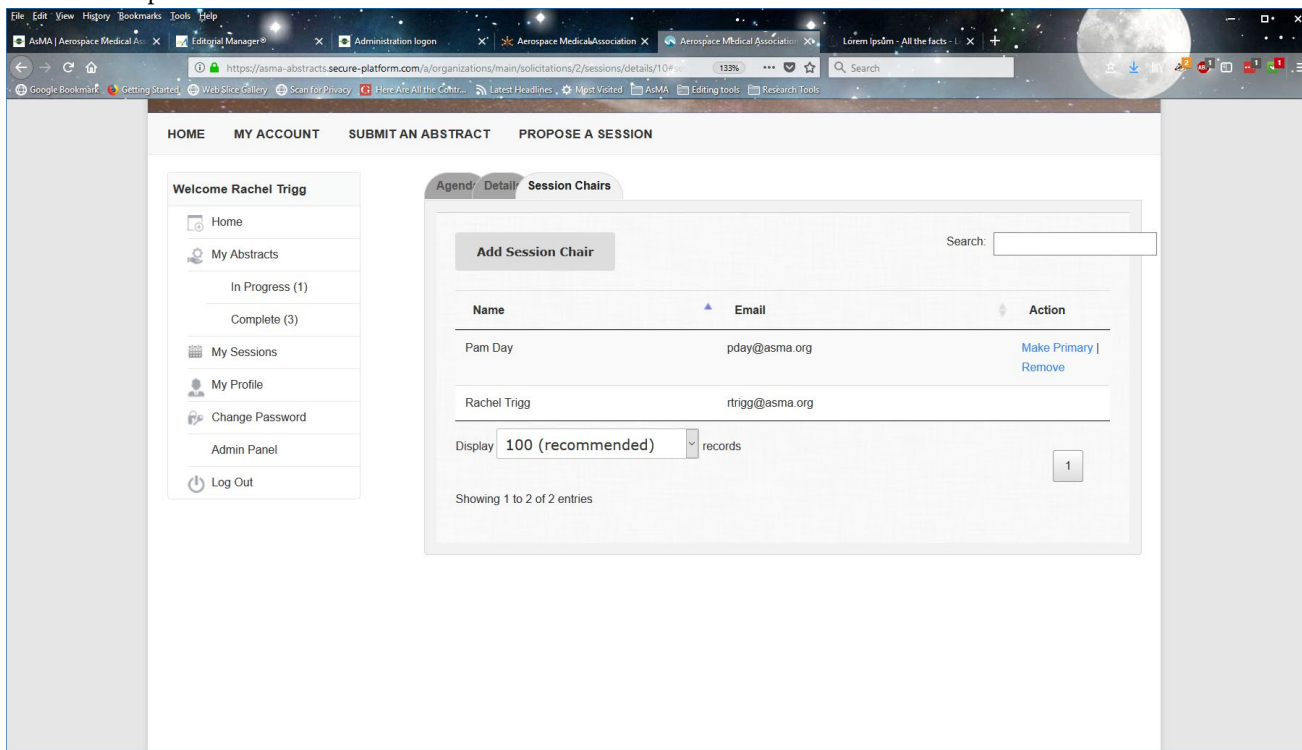 File Edit View History Bookmarks Tools Help
AsMA | Aerospace Medical Ass
Editorial Manager®
Administration logon
Aerospace Medical Association
Aerospace Medical Association
Lorem Ipsum - All the facts - L
https://asma-abstracts.secure-platform.com/a/organizations/main/solicitations/2/sessions/details/10#se
133%
Search
Google Bookmark
Getting Started
Web Slice Gallery
Scan for Privacy
Here Are All the Contr...
Latest Headlines
Most Visited
AsMA
Editing tools
Research Tools
HOME MY ACCOUNT SUBMIT AN ABSTRACT PROPOSE A SESSION
Welcome Rachel Trigg
Home
My Abstracts
In Progress (1)
Complete (3)
My Sessions
My Profile
Change Password
Admin Panel
Log Out
Agend Detail Session Chairs
Add Session Chair
Search:
Name Email Action
Pam Day pday@asma.org Make Primary |
Remove
Rachel Trigg rtrigg@asma.org
Display 100 (recommended) records
1
Showing 1 to 2 of 2 entries